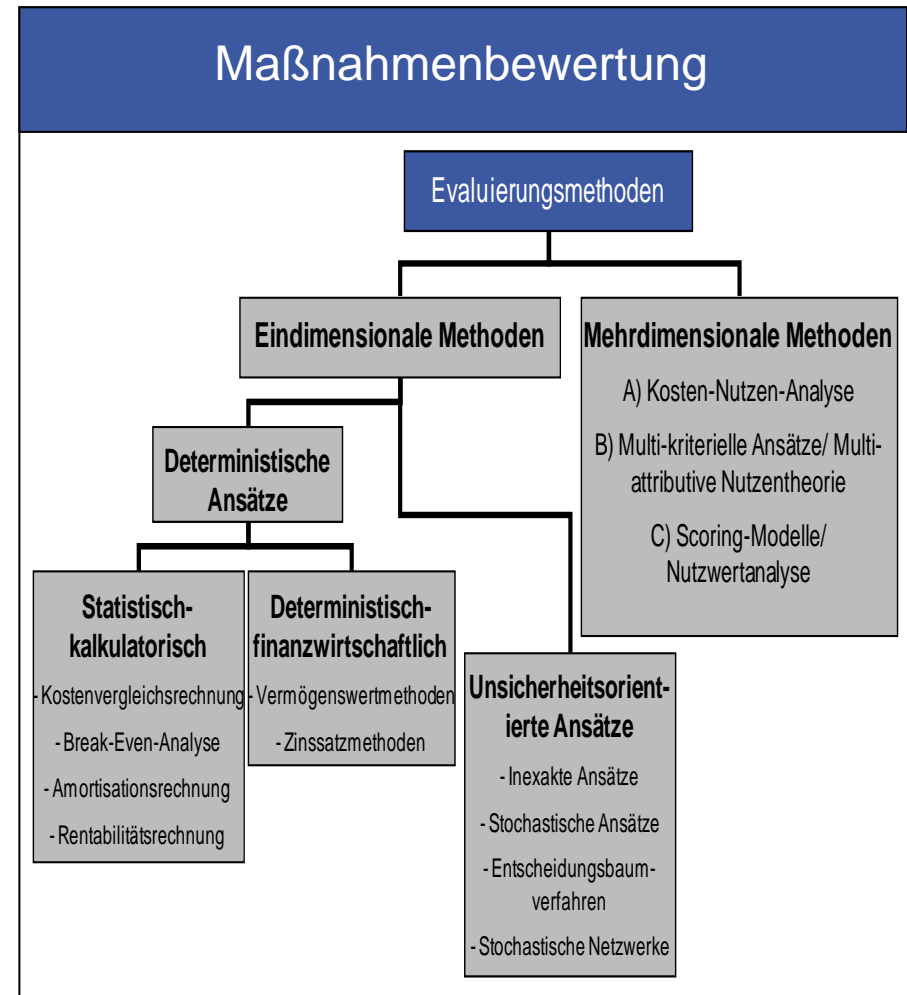 Maßnahmenbewertung
Evaluierungsmethoden
Eindimensionale Methoden
Mehrdimensionale Methoden
A) Kosten-Nutzen-Analyse
B) Multi-kriterielle Ansätze/ Multi-
attributive Nutzentheorie
C) Scoring-Modelle/
Nutzwertanalyse
Deterministische
Ansätze
Statistisch-
kalkulatorisch
- Kostenvergleichsrechnung
- Break-Even-Analyse
- Amortisationsrechnung
- Rentabilitätsrechnung
Deterministisch-
finanzwirtschaftlich
- Vermögenswertmethoden
- Zinssatzmethoden
Unsicherheitsorient-
ierte Ansätze
- Inexakte Ansätze
- Stochastische Ansätze
- Entscheidungsbaum-
verfahren
- Stochastische Netzwerke